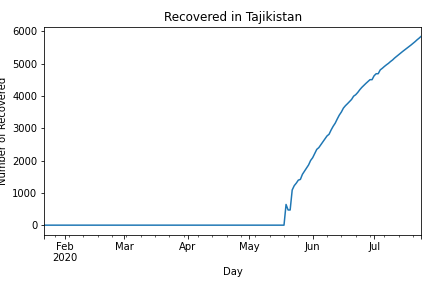 Recovered in Tajikistan
Number of Recovered
6000
5000
4000
3000
2000
1000
0
Feb
2020
Mar
Apr
May
Jun
Jul
Day